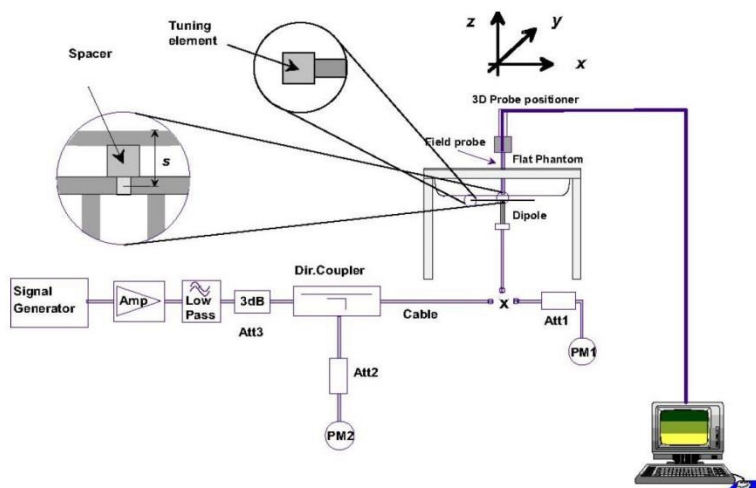 Tuning
element
Spacer
s
z
y
x
3D Probe positioner
Field probe
Flat Phantom
Dipole
Signal
Generator
Amp
Low
Pass
3dB
Att3
Dir.Coupler
Cable
x
Att1
PM1
Att2
PM2